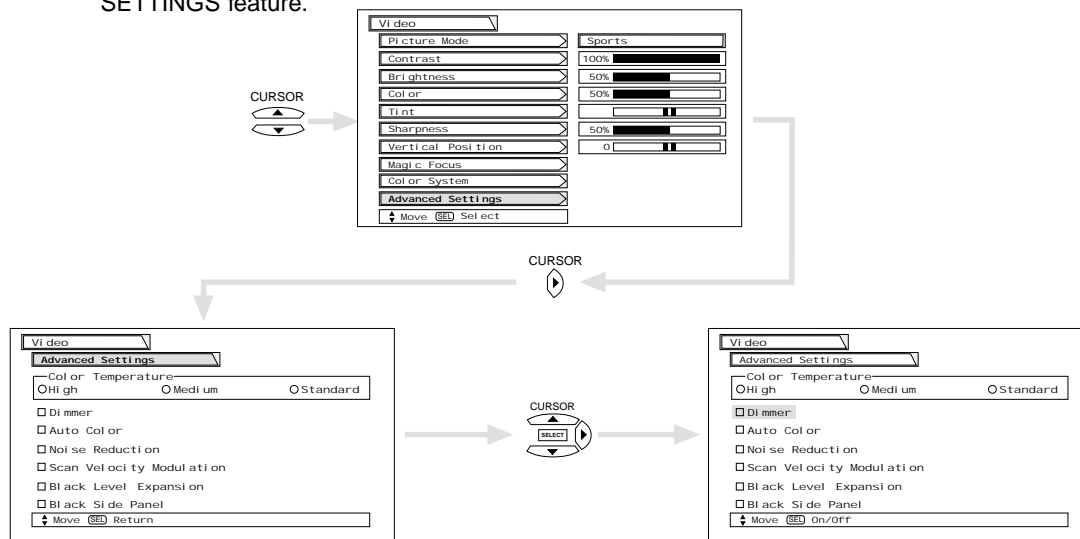 SETTINGS feature.
Video
Picture Mode
Sports
Contrast
100%
Brightness
50%
Color
50%
Tint
Sharpness
50%
Vertical Position
0
Magic Focus
Color System
Advanced Settings
Move SEL Select
CURSOR
CURSOR
Video
Advanced Settings
Color Temperature
High Medium Standard
Dimmer
Auto Color
Noise Reduction
Scan Velocity Modulation
Black Level Expansion
Black Side Panel
Move SEL Return
CURSOR
SELECT
Video
Advanced Settings
Color Temperature
High Medium Standard
Dimmer
Auto Color
Noise Reduction
Scan Velocity Modulation
Black Level Expansion
Black Side Panel
Move SEL On/Off